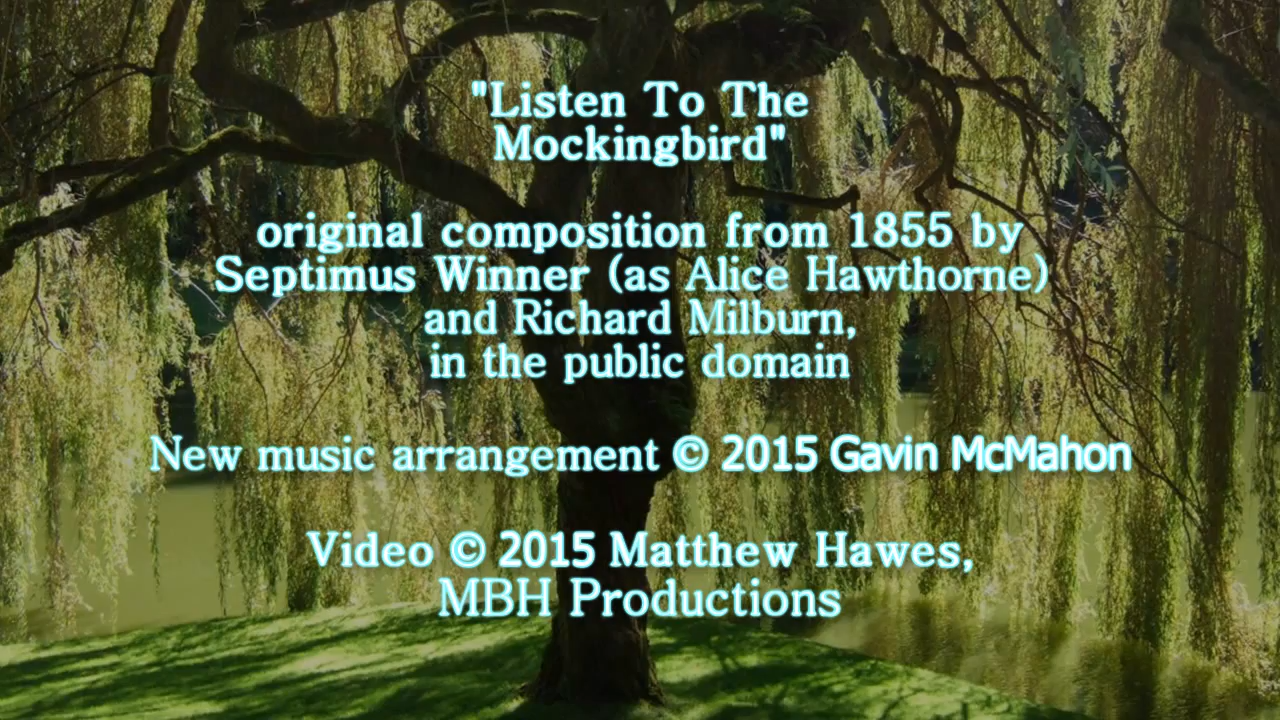 "Listen To The
Mockingbird"
original composition from 1855 by
Septimus Winner (as Alice Hawthorne)
and Richard Milburn,
in the public domain
New music arrangement © 2015 Gavin McMahon
Video © 2015 Matthew Hawes,
MBH Productions